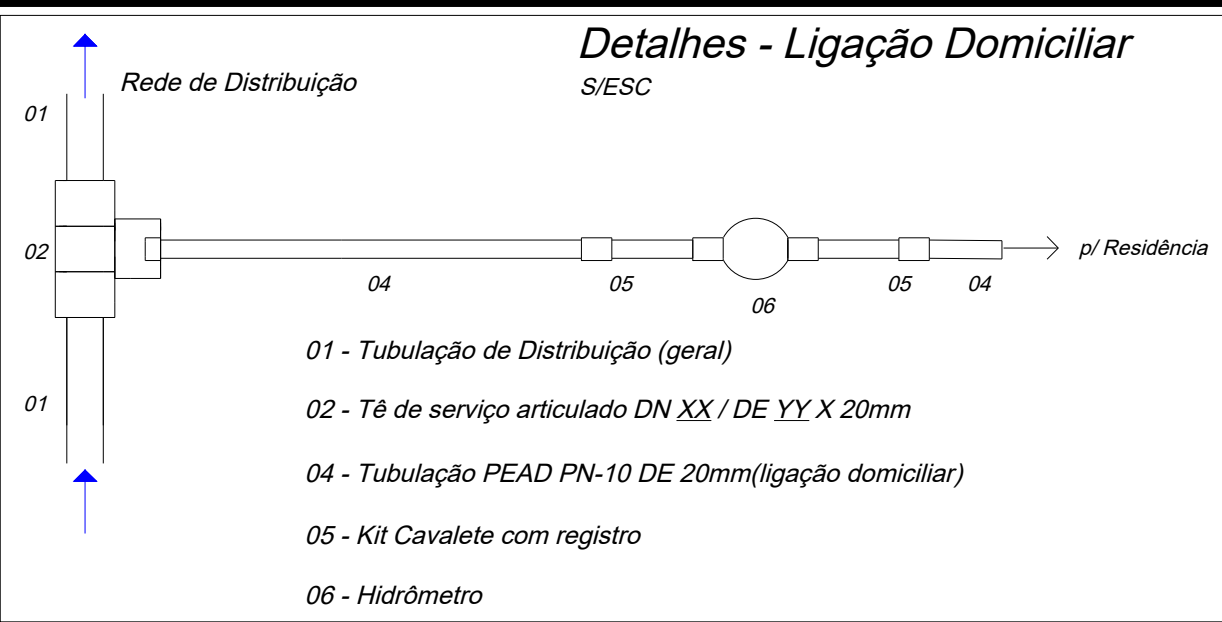 Detalhes - Ligação Domiciliar
S/ESC
Rede de Distribuição
01
02
p/ Residência
04
05
06
05
04
01
01 - Tubulação de Distribuição (geral)
02 - Tê de serviço articulado DN XX / DE YY X 20mm
04 - Tubulação PEAD PN-10 DE 20mm(ligação domiciliar)
05 - Kit Cavalete com registro
06 - Hidrômetro